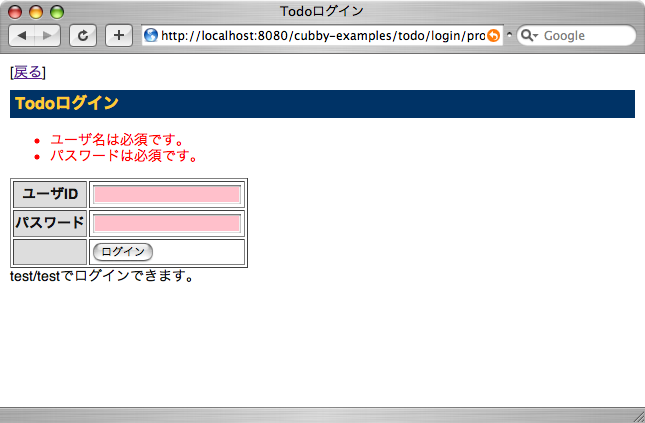 Todoログイン
http://localhost:8080/cubby-examples/todo/login/pro
Google
[戻る]
Todoログイン
ユーザ名は必須です。
パスワードは必須です。
ユーザID
パスワード
ログイン
test/testでログインできます。